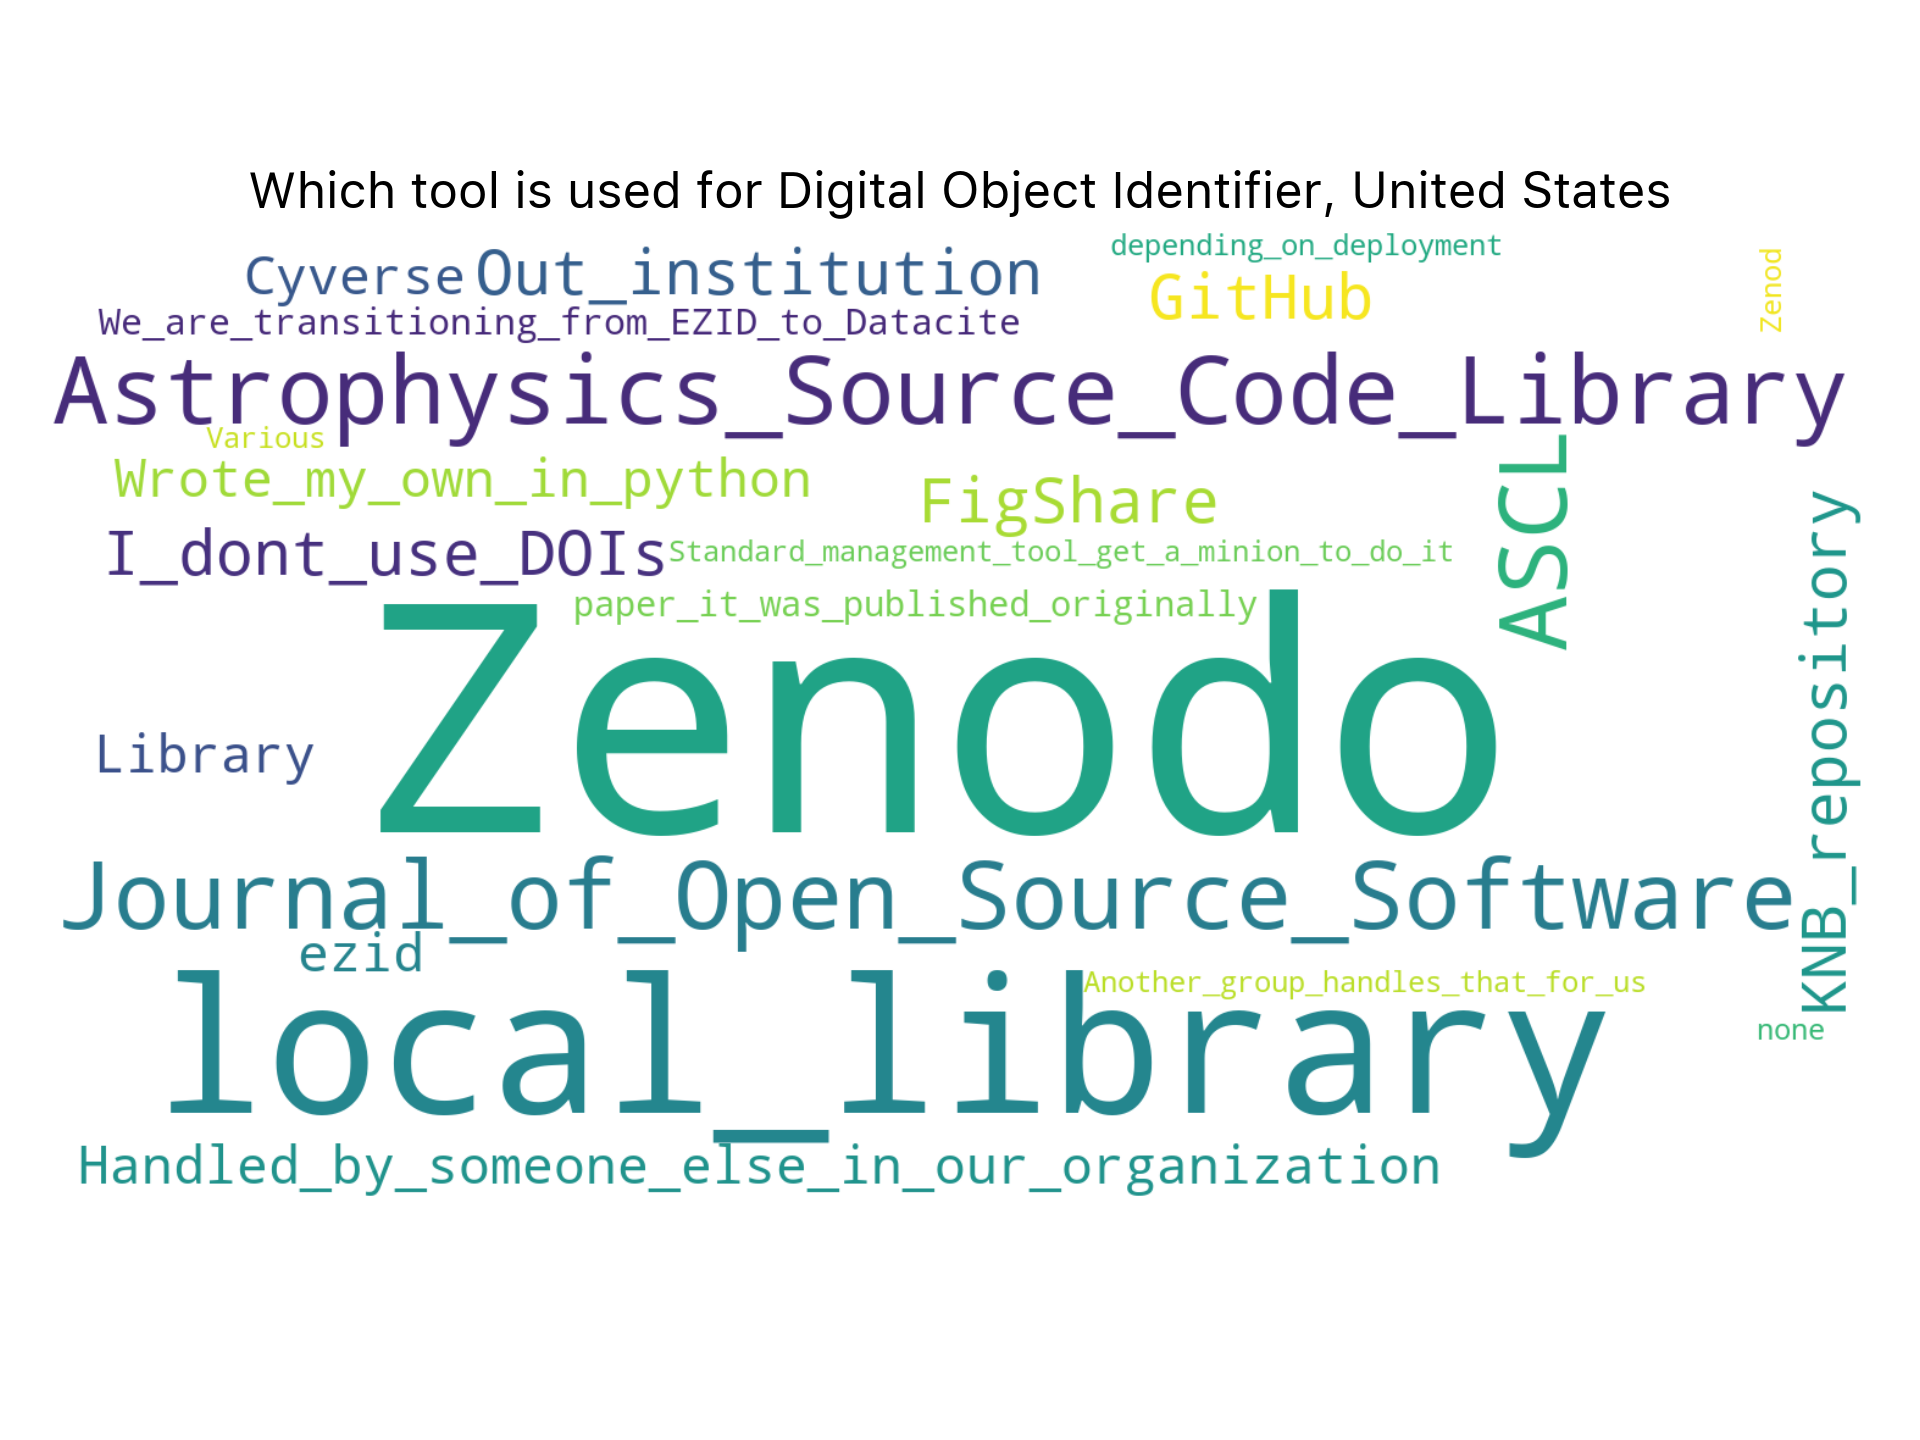 Which tool is used for Digital Object Identifier, United States
depending_on_deployment
Cyverse
Out_institution
GitHub
Zenod
We_are_transitioning_from_EZID_to_Datacite
Astrophysics_Source_Code_Library
Various
Wrote_my_own_in_python
FigShare
ASCL
I_dont_use_DOIs
Standard_management_tool_get_a_minion_to_do_it
paper_it_was_published_originally
KNB_repository
Zenodo
Library
Journal_of_Open_Source_Software
ezid
Another_group_handles_that_for_us
none
local_library
Handled_by_someone_else_in_our_organization